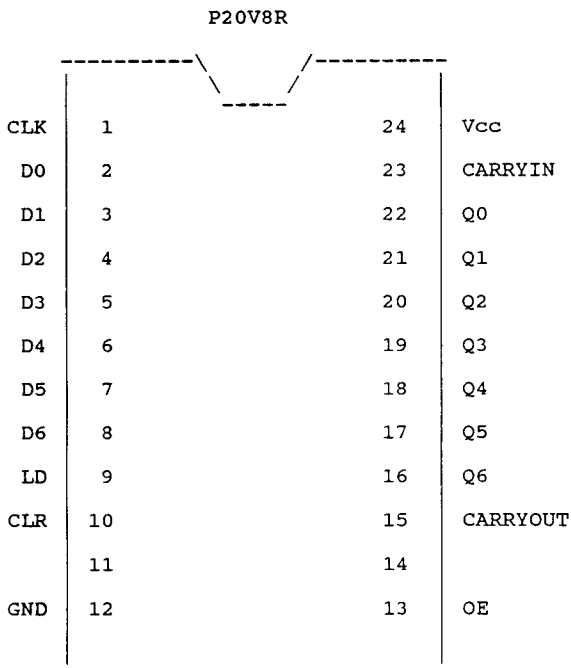 P20V8R
CLK 1 24 Vcc
D0 2 23 CARRYIN
D1 3 22 Q0
D2 4 21 Q1
D3 5 20 Q2
D4 6 19 Q3
D5 7 18 Q4
D6 8 17 Q5
LD 9 16 Q6
CLR 10 15 CARRYOUT
11 14
GND 12 13 OE